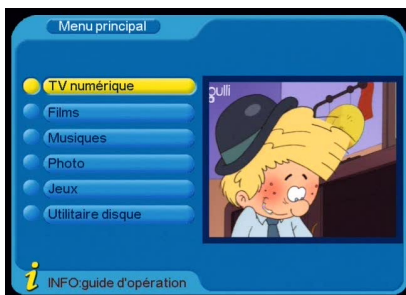 Menu principal
TV numérique
gulli
Films
Musiques
Photo
Jeux
Utilitaire disque
i INFO:guide d'opération